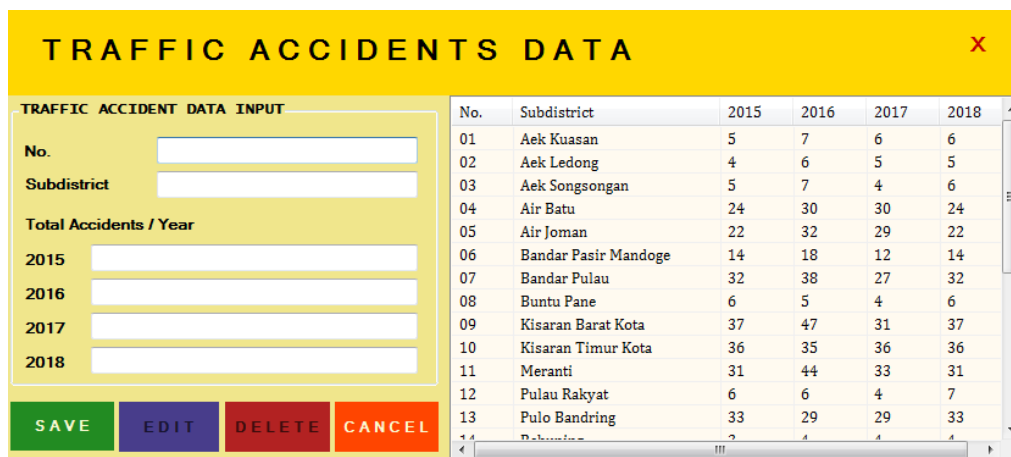 TRAFFIC ACCIDENTS DATA X
TRAFFIC ACCIDENT DATA INPUT
No.
Subdistrict
Total Accidents / Year
2015
2016
2017
2018
SAVE EDIT DELETE CANCEL
No. Subdistrict 2015 2016 2017 2018
01 Aek Kuasan 5 7 6 6
02 Aek Ledong 4 6 5 5
03 Aek Songsongan 5 7 4 6
04 Air Batu 24 30 30 24
05 Air Joman 22 32 29 22
06 Bandar Pasir Mandoge 14 18 12 14
07 Bandar Pulau 32 38 27 32
08 Buntu Pane 6 5 4 6
09 Kisaran Barat Kota 37 47 31 37
10 Kisaran Timur Kota 36 35 36 36
11 Meranti 31 44 33 31
12 Pulau Rakyat 6 6 4 7
13 Pulo Bandring 33 29 29 33